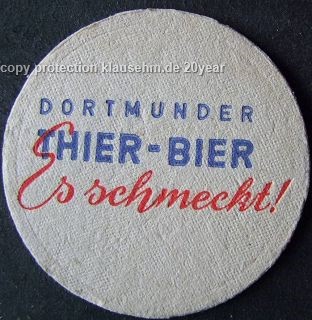 copy protection klausehm.de 20year
DORTMUNDER
THIER-BIER
Es schmeckt!